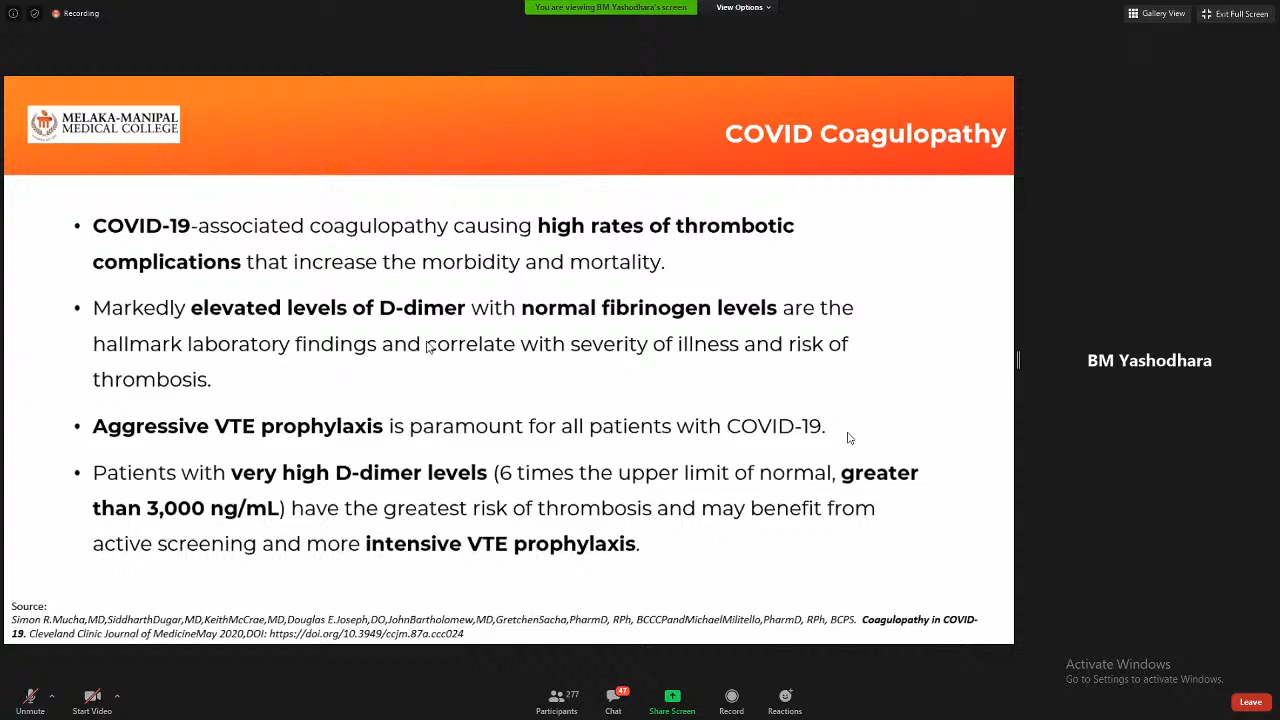 Recording
You are viewing BM Yashodhara's screen
View Options
Gallery View
Exit Full Screen
MELAKA-MANIPAL
MEDICAL COLLEGE
COVID Coagulopathy
• COVID-19-associated coagulopathy causing high rates of thrombotic
complications that increase the morbidity and mortality.
• Markedly elevated levels of D-dimer with normal fibrinogen levels are the
hallmark laboratory findings and correlate with severity of illness and risk of
thrombosis.
• Aggressive VTE prophylaxis is paramount for all patients with COVID-19.
• Patients with very high D-dimer levels (6 times the upper limit of normal, greater
than 3,000 ng/mL) have the greatest risk of thrombosis and may benefit from
active screening and more intensive VTE prophylaxis.
Source:
Simon R.Mucha,MD,SiddharthDugar,MD,KeithMcCrae,MD,Douglas E.Joseph,DO,JohnBartholomew,MD,GretchenSacha,PharmD, RPh, BCCCPandMichaelMilitello,PharmD, RPh, BCPS. Coagulopathy in COVID-
19. Cleveland Clinic Journal of MedicineMay 2020,DOI: https://doi.org/10.3949/ccjm.87a.ccc024
BM Yashodhara
Activate Windows
Go to Settings to activate Windows.
Unmute
Start Video
277
Participants
47
Chat
Share Screen
Record
Reactions
Leave